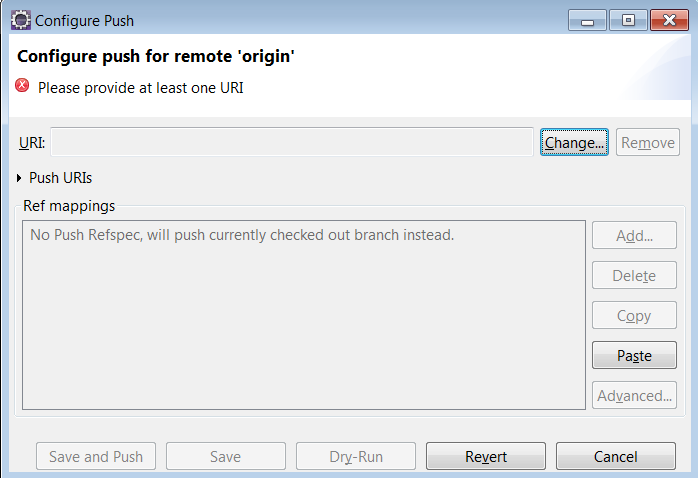 Configure Push
Configure push for remote 'origin'
Please provide at least one URI
URI:
Change...
Remove
Push URIs
Ref mappings
No Push Refspec, will push currently checked out branch instead.
Add...
Delete
Copy
Paste
Advanced...
Save and Push
Save
Dry-Run
Revert
Cancel